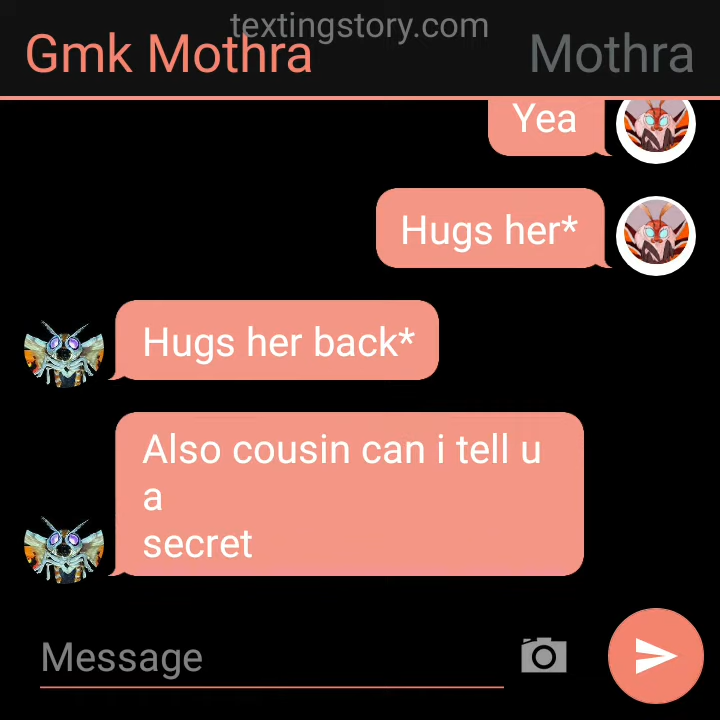 textingstory.com
Gmk Mothra
Mothra
Yea
Hugs her*
Hugs her back*
Also cousin can i tell u
a
secret
Message